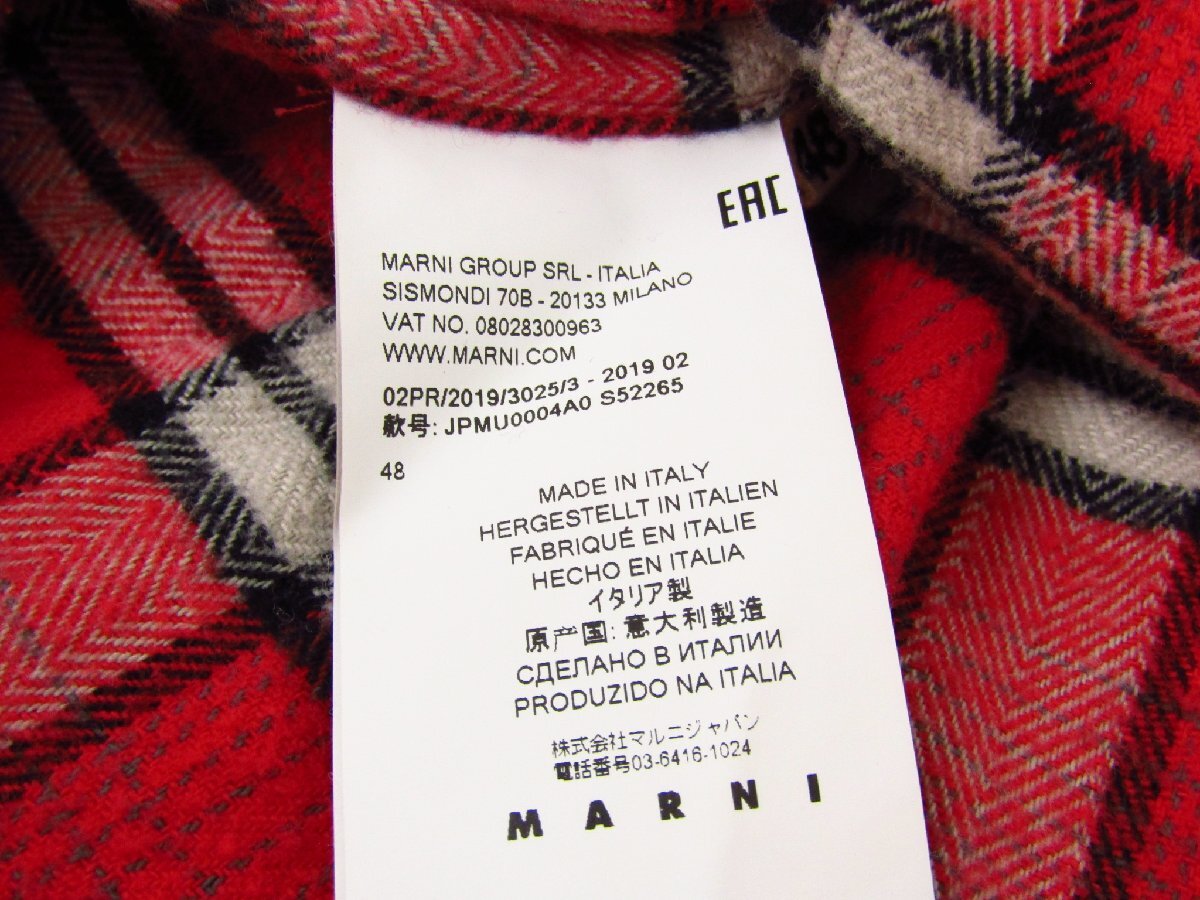 EAC
MARNI GROUP SRL - ITALIA
SISMONDI 70B - 20133 MILANO
VAT NO. 08028300963
WWW.MARNI.COM
02PR/2019/3025/3 - 2019 02
款号: JPMU0004A0 S52265
48
MADE IN ITALY
HERGESTELLT IN ITALIEN
FABRIQUÉ EN ITALIE
HECHO EN ITALIA
イタリア製
原产国: 意大利製造
СДЕЛАНО В ИТАЛИИ
PRODUZIDO NA ITALIA
株式会社マルニジャパン
電話番号03-6416-1024
MARNI
48